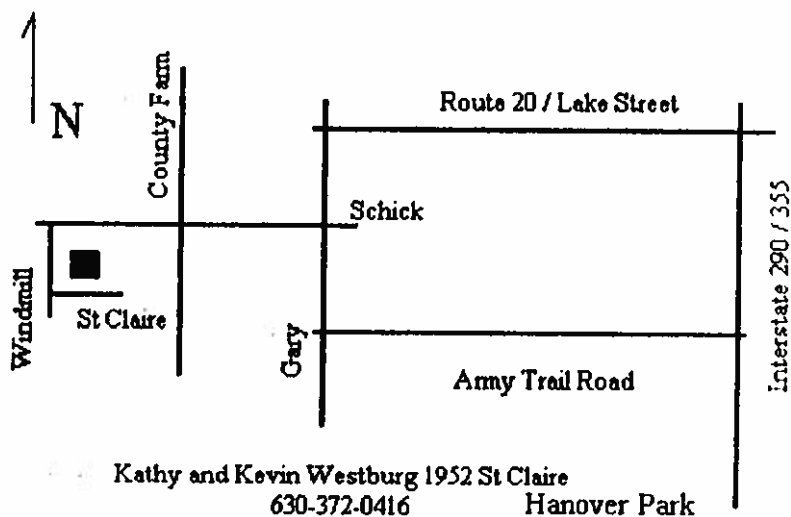 N
County Farm
Route 20 / Lake Street
Schick
Interstate 290 / 355
Windmill
St Claire
Gary
Army Trail Road
Kathy and Kevin Westburg 1952 St Claire
630-372-0416 Hanover Park